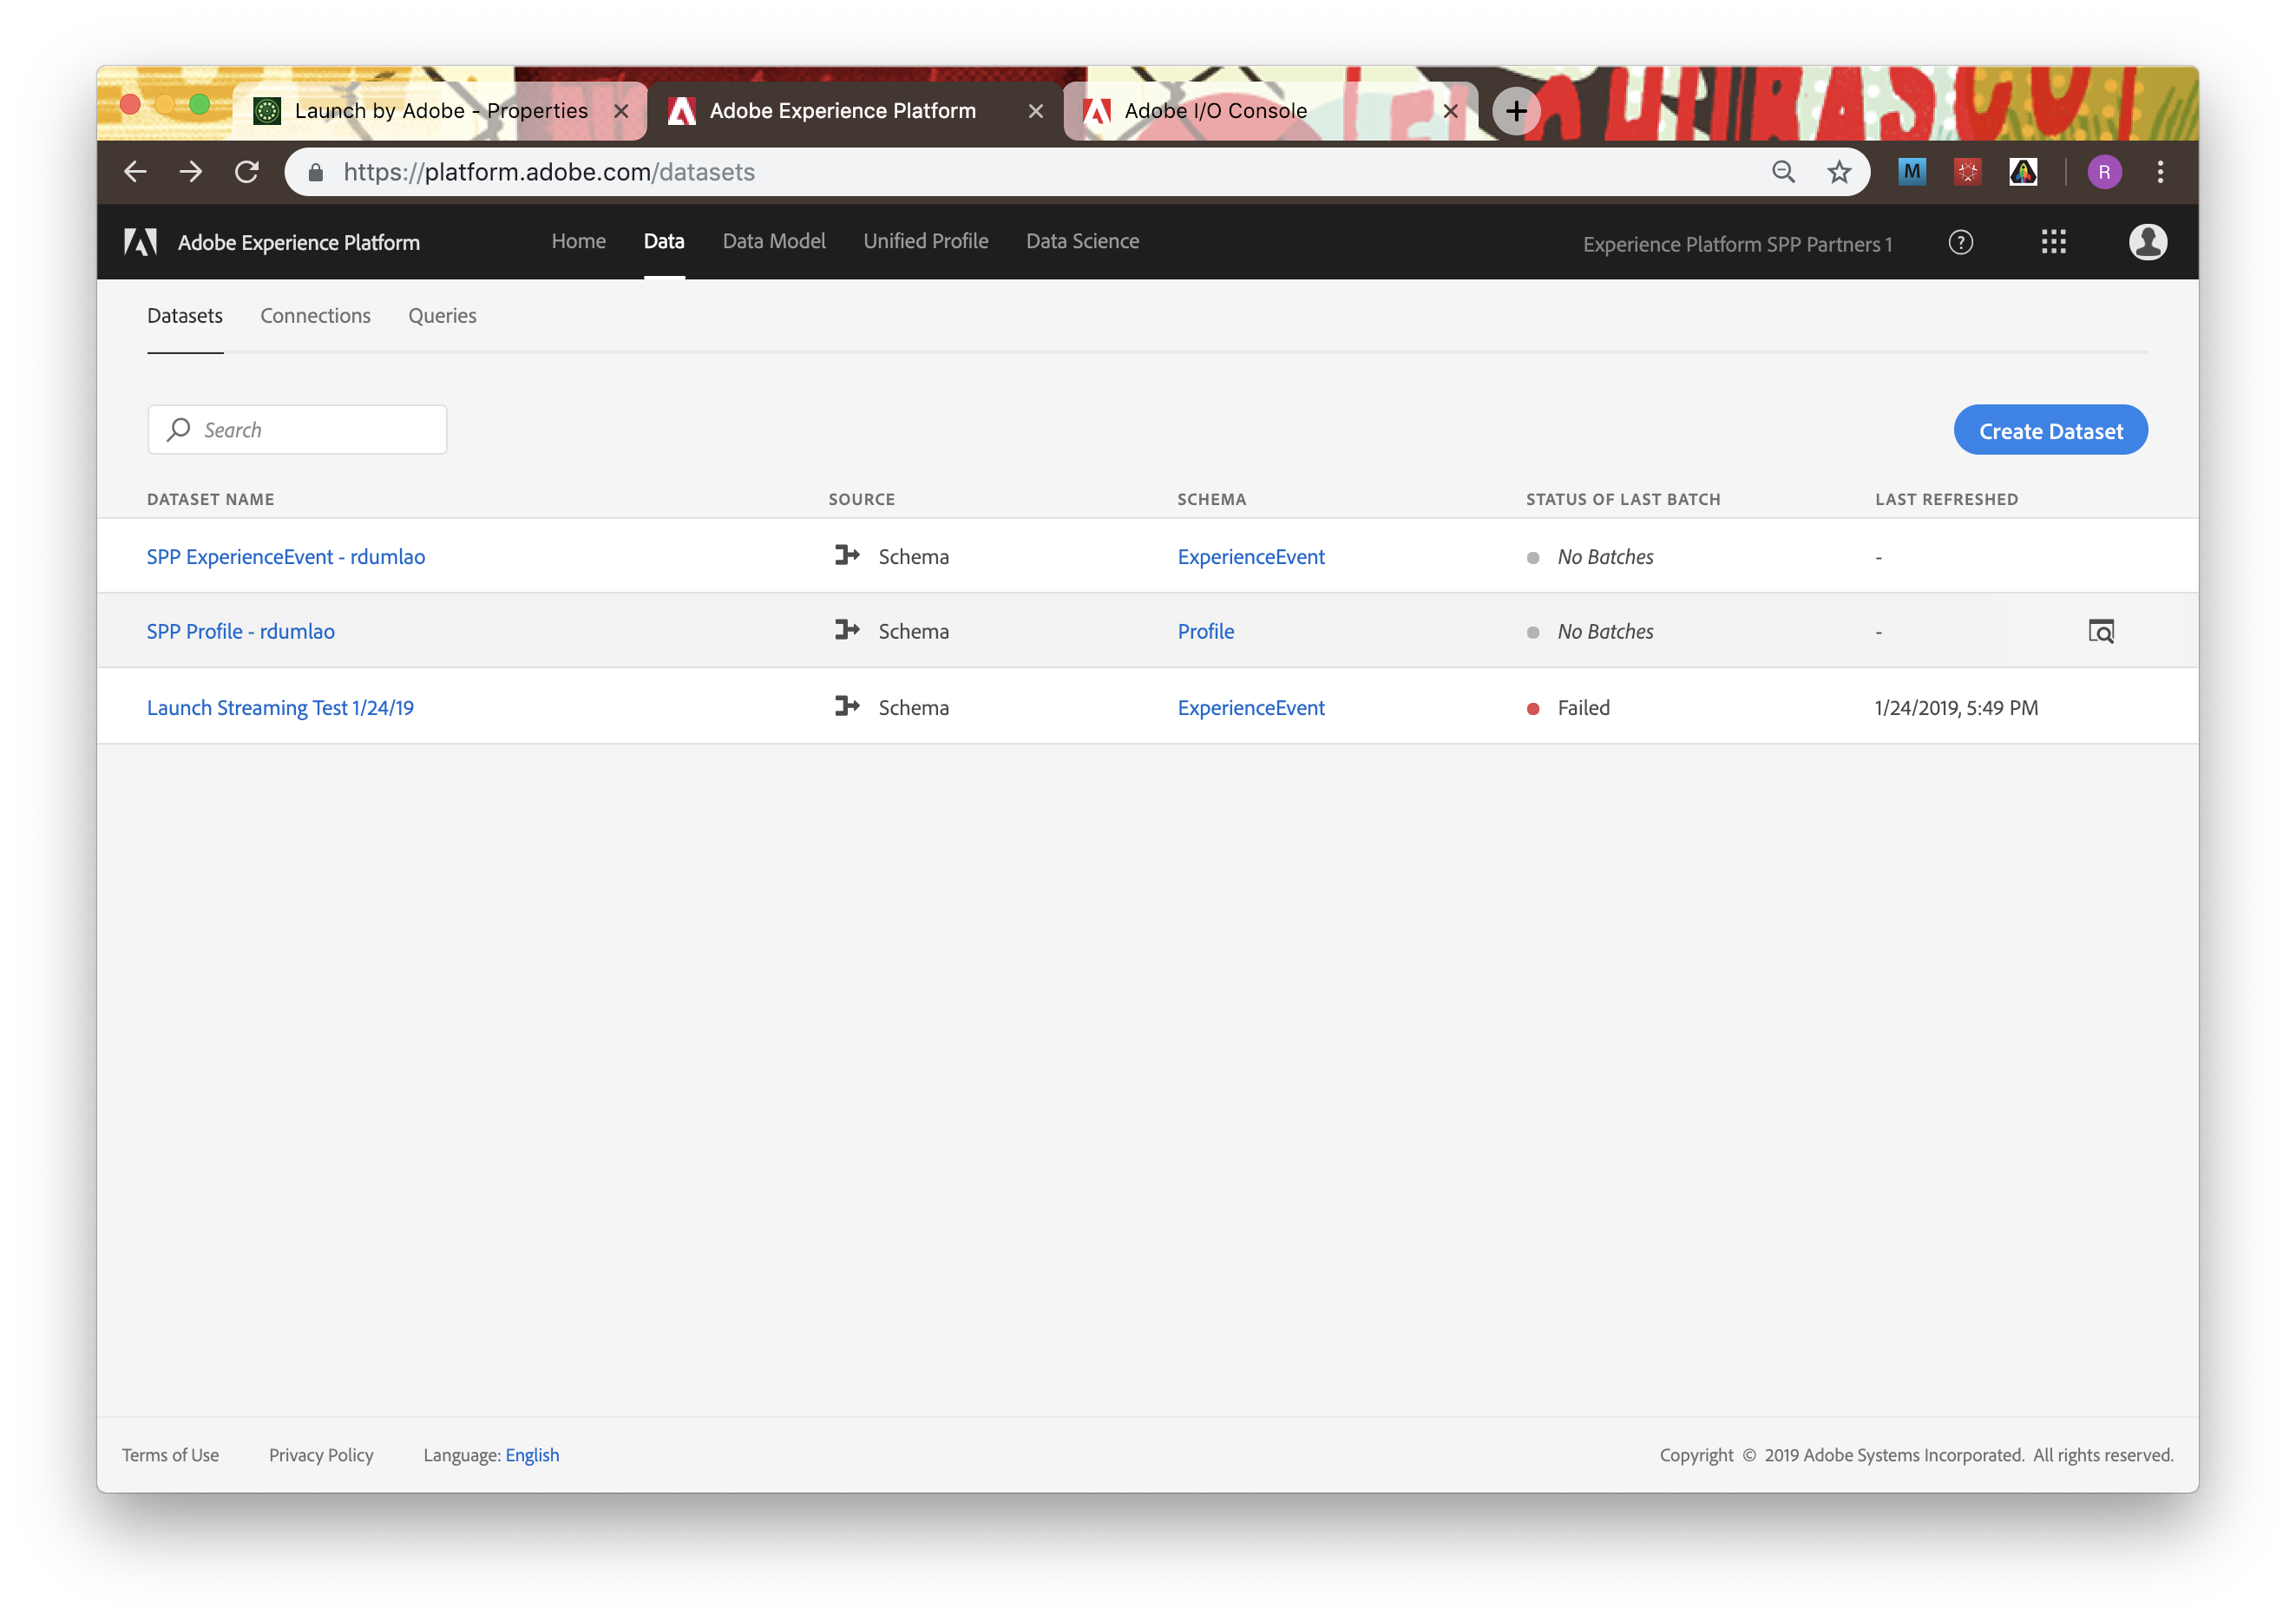 Launch by Adobe - Properties
Adobe Experience Platform
Adobe I/O Console
https://platform.adobe.com/datasets
M
R
Adobe Experience Platform
Home
Data
Data Model
Unified Profile
Data Science
Experience Platform SPP Partners 1
?
Datasets
Connections
Queries
Search
Create Dataset
DATASET NAME
SOURCE
SCHEMA
STATUS OF LAST BATCH
LAST REFRESHED
SPP ExperienceEvent - rdumlao
Schema
ExperienceEvent
No Batches
-
SPP Profile - rdumlao
Schema
Profile
No Batches
-
Launch Streaming Test 1/24/19
Schema
ExperienceEvent
Failed
1/24/2019, 5:49 PM
Terms of Use
Privacy Policy
Language: English
Copyright © 2019 Adobe Systems Incorporated. All rights reserved.